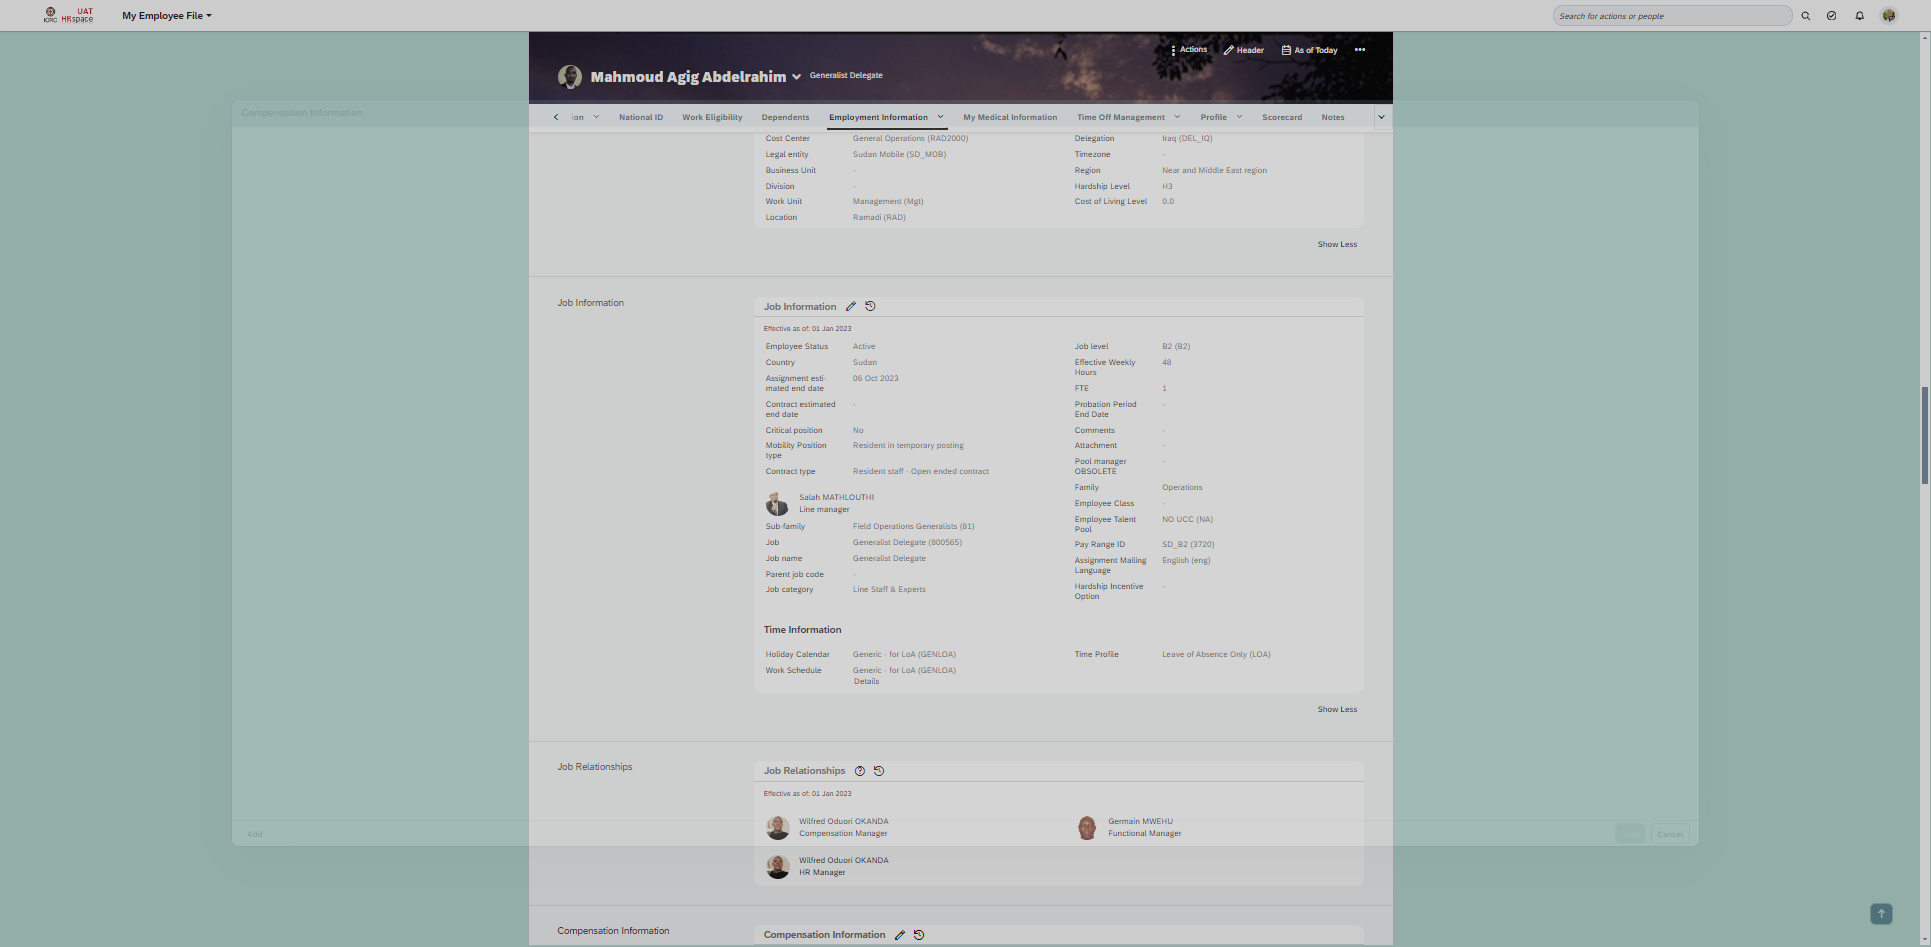 ICRC
UAT
HRspace
My Employee File
Search for actions or people
Actions
Header
As of Today
Mahmoud Agig Abdelrahim
Generalist Delegate
Compensation Information
ion
National ID
Work Eligibility
Dependents
Employment Information
My Medical Information
Time Off Management
Profile
Scorecard
Notes
Cost Center General Operations (RAD2000)
Legal entity Sudan Mobile (SD_MOB)
Business Unit -
Division -
Work Unit Management (Mgt)
Location Ramadi (RAD)
Delegation Iraq (DEL_IQ)
Timezone -
Region Near and Middle East region
Hardship Level H3
Cost of Living Level 0.0
Show Less
Job Information
Job Information
Effective as of: 01 Jan 2023
Employee Status Active
Country Sudan
Assignment esti-
mated end date 06 Oct 2023
Contract estimated
end date -
Critical position No
Mobility Position
type Resident in temporary posting
Contract type Resident staff - Open ended contract
Salah MATHLOUTHI
Line manager
Sub-family Field Operations Generalists (81)
Job Generalist Delegate (800565)
Job name Generalist Delegate
Parent job code -
Job category Line Staff & Experts
Job level B2 (B2)
Effective Weekly
Hours 48
FTE 1
Probation Period
End Date -
Comments -
Attachment -
Pool manager
OBSOLETE -
Family Operations
Employee Class -
Employee Talent
Pool NO UCC (NA)
Pay Range ID SD_B2 (3720)
Assignment Mailing
Language English (eng)
Hardship Incentive
Option -
Time Information
Holiday Calendar Generic - for LoA (GENLOA)
Work Schedule Generic - for LoA (GENLOA)
Details
Time Profile Leave of Absence Only (LOA)
Show Less
Job Relationships
Job Relationships
Effective as of: 01 Jan 2023
Wilfred Oduori OKANDA
Compensation Manager
Germain MWEHU
Functional Manager
Add
Cancel
Wilfred Oduori OKANDA
HR Manager
Compensation Information
Compensation Information